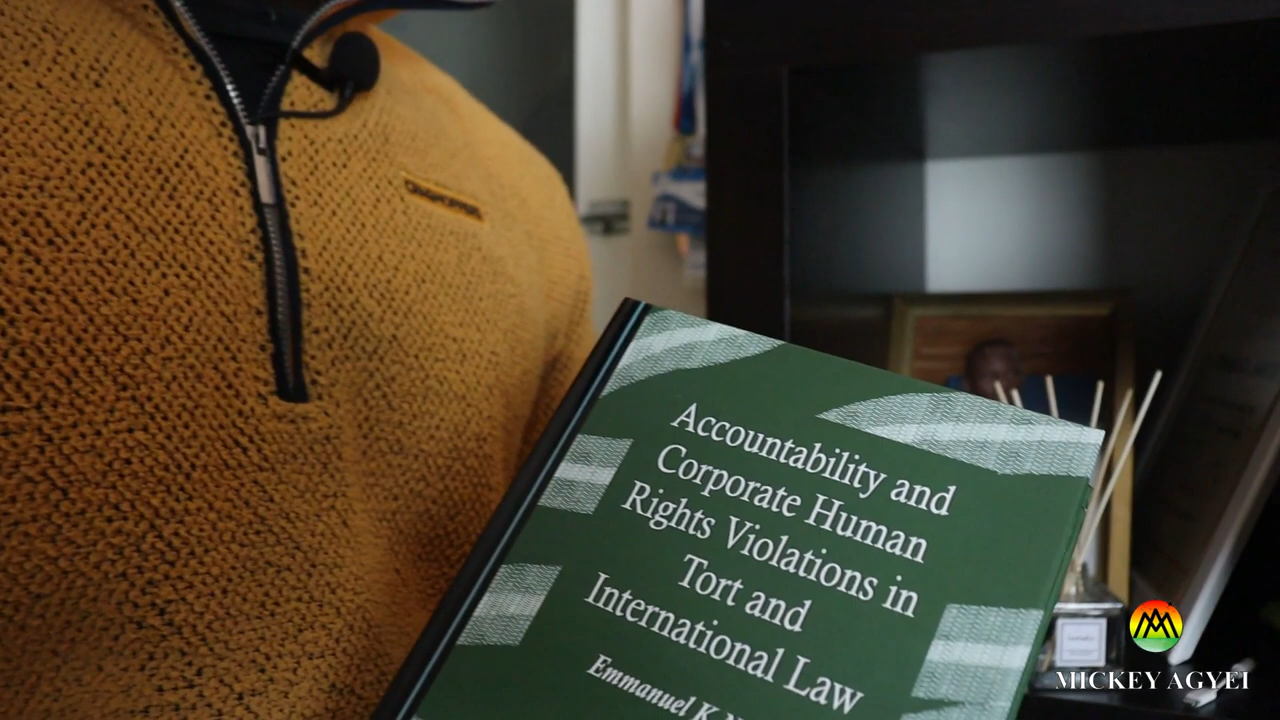 Accountability and
Corporate Human
Rights Violations in
Tort and
International Law
Emmanuel K.
MICKEY AGYEI